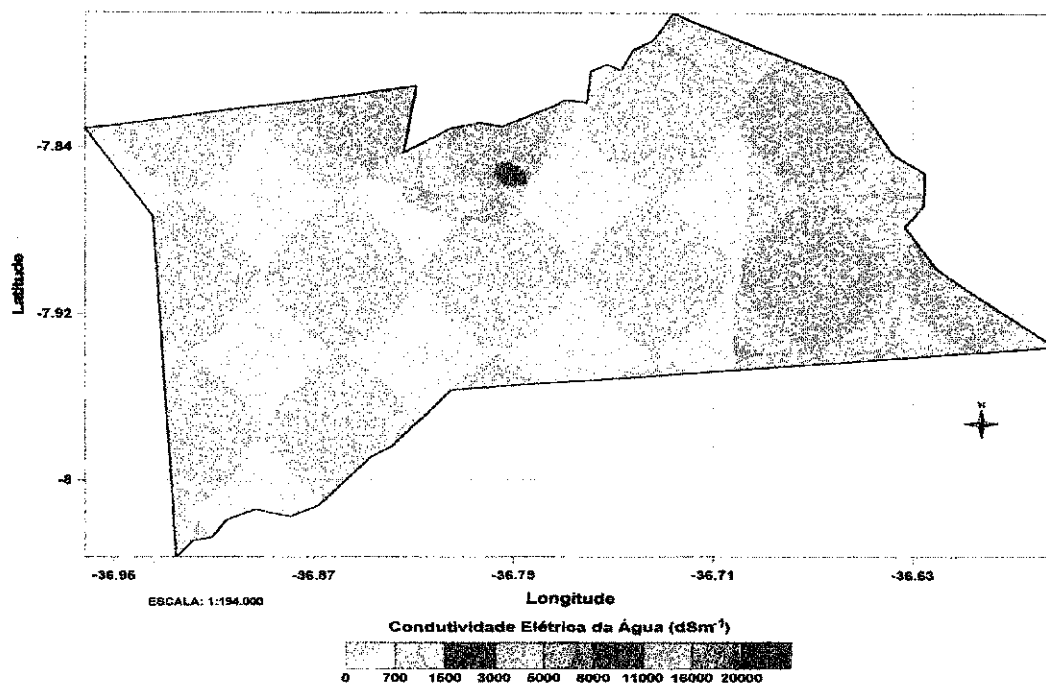 -7.84
Latitude
-7.92
-8
-36.96
-36.87
-36.79
-36.71
-36.63
ESCALA: 1:194.000
Longitude
Condutividade Elétrica da Água (dSm⁻¹)
0 700 1500 3000 5000 8000 11000 16000 20000